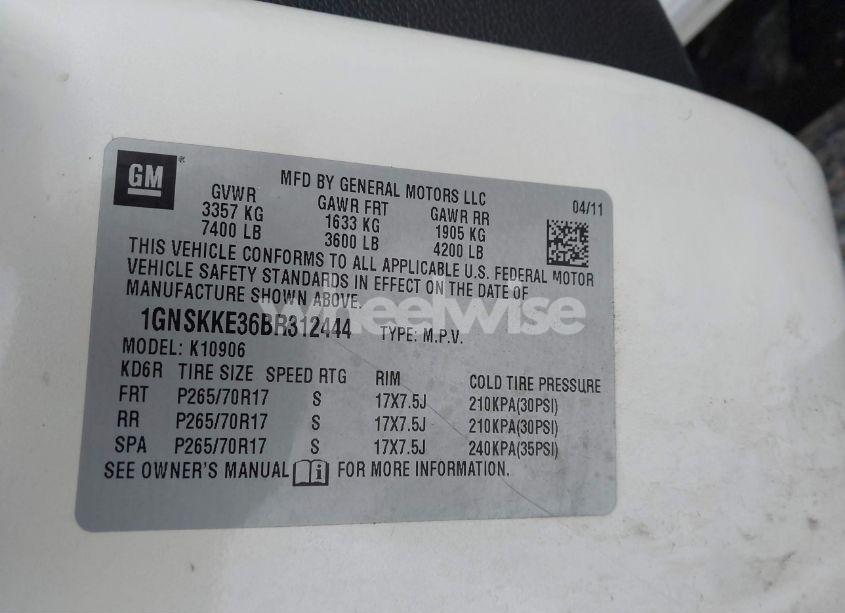 GM
MFD BY GENERAL MOTORS LLC
04/11
GVWR GAWR FRT GAWR RR
3357 KG 1633 KG 1905 KG
7400 LB 3600 LB 4200 LB
THIS VEHICLE CONFORMS TO ALL APPLICABLE U.S. FEDERAL MOTOR
VEHICLE SAFETY STANDARDS IN EFFECT ON THE DATE OF
MANUFACTURE SHOWN ABOVE.
wheelwise
1GNSKKE36BR312444 TYPE: M.P.V.
MODEL: K10906
KD6R TIRE SIZE SPEED RTG RIM COLD TIRE PRESSURE
FRT P265/70R17 S 17X7.5J 210KPA(30PSI)
RR P265/70R17 S 17X7.5J 210KPA(30PSI)
SPA P265/70R17 S 17X7.5J 240KPA(35PSI)
SEE OWNER'S MANUAL FOR MORE INFORMATION.